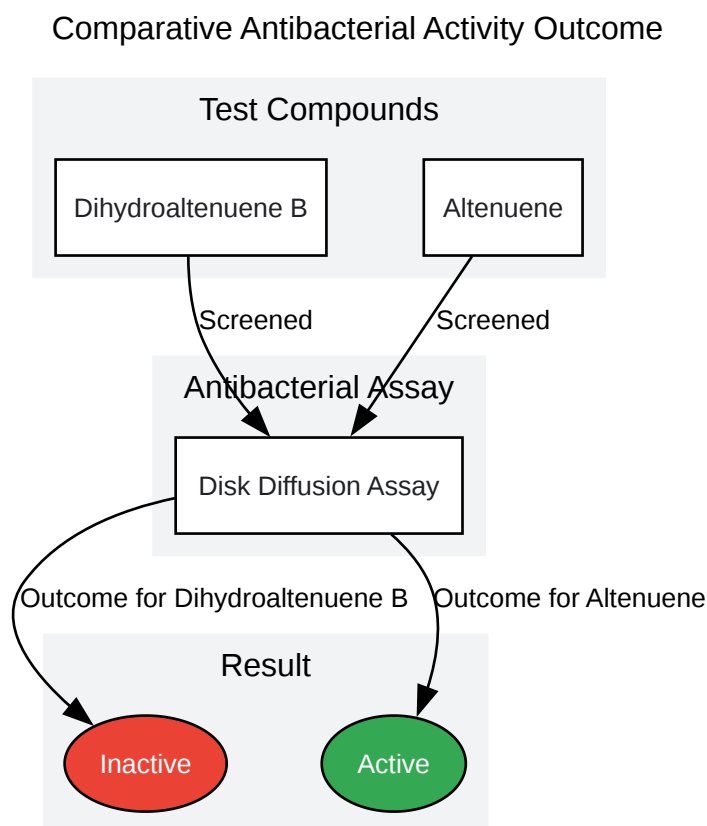 Comparative Antibacterial Activity Outcome
Test Compounds
Dihydroaltenuene B
Altenuene
Screened
Screened
Antibacterial Assay
Disk Diffusion Assay
Outcome for Dihydroaltenuene B
Outcome for Altenuene
Result
Inactive
Active